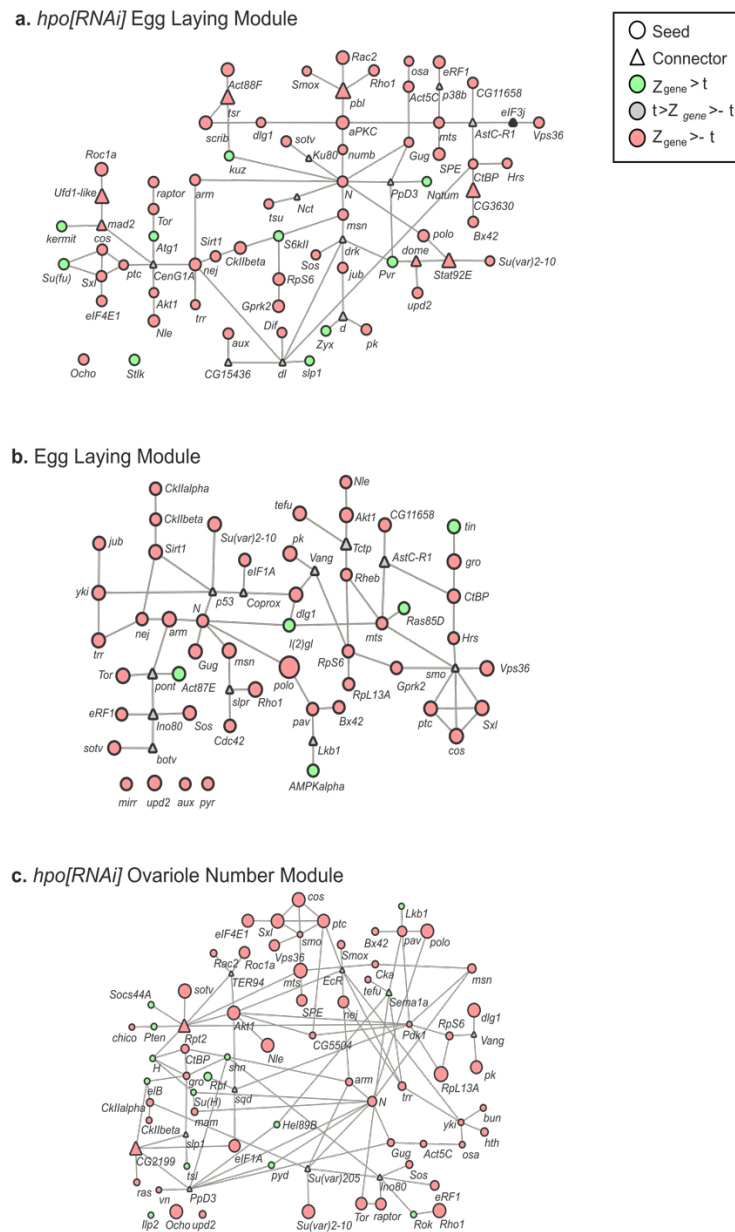 a. hpo[RNAi] Egg Laying Module
Seed
Connector
Z gene > t
t>Z gene >- t
Z gene >- t
Rac2
Smox
Rho1
osa
eRF1
Act88F
pbl
Act5C
p38b
CG11658
tsr
eIF3j
scrib
dlg1
aPKC
mts
AstC-R1
Vps36
sotv
numb
Gug
SPE
Ku80
CtBP
Roc1a
kuz
Hrs
raptor
arm
Nct
N
PpD3
Notum
CG3630
Ufd1-like
tsu
Tor
msn
Bx42
kermit
mad2
Atg1
Sirt1
S6kII
polo
cos
CkIIbeta
Sos
drk
dome
Su(fu)
Sxl
ptc
CenG1A
nej
RpS6
jub
Pvr
Stat92E
Su(var)2-10
eIF4E1
Akt1
trr
Gprk2
upd2
Nle
Dif
d
aux
Zyx
pk
Ocho
Stlk
CG15436
dl
slp1
b. Egg Laying Module
CkIIalpha
Nle
CkIIbeta
Su(var)2-10
tefu
Akt1
CG11658
tin
jub
pk
Sirt1
eIF1A
Vang
Tctp
AstC-R1
gro
yki
p53
Coprox
Rheb
CtBP
N
dlg1
Ras85D
trr
nej
arm
l(2)gl
mts
Hrs
Gug
msn
RpS6
smo
Vps36
Tor
pont
Act87E
polo
Gprk2
slpr
Rho1
RpL13A
eRF1
Ino80
Sos
pav
Bx42
ptc
Sxl
Cdc42
cos
sotv
botv
Lkb1
AMPKalpha
mirr
upd2
aux
pyr
c. hpo[RNAi] Ovariole Number Module
cos
Lkb1
eIF4E1
Sxl
ptc
smo
Bx42
pav
polo
Vps36
Smox
Rac2
Roc1a
Cka
msn
TER94
mts
EcR
tefu
Socs44A
sotv
Sema1a
SPE
nej
dlg1
chico
Pten
Rpt2
Akt1
Pdk1
RpS6
CG5504
Vang
CtBP
Nle
H
shn
RpL13A
pk
gro
Rbf
arm
elB
sqd
trr
CkIIalpha
Su(H)
N
mam
yki
bun
CkIIbeta
Hel89B
hth
slp1
Gug
Act5C
osa
CG2199
eIF1A
tsl
pyd
Su(var)205
Sos
ras
Ino80
vn
PpD3
eRF1
Tor
raptor
Ilp2
Ocho
upd2
Su(var)2-10
Rok
Rho1